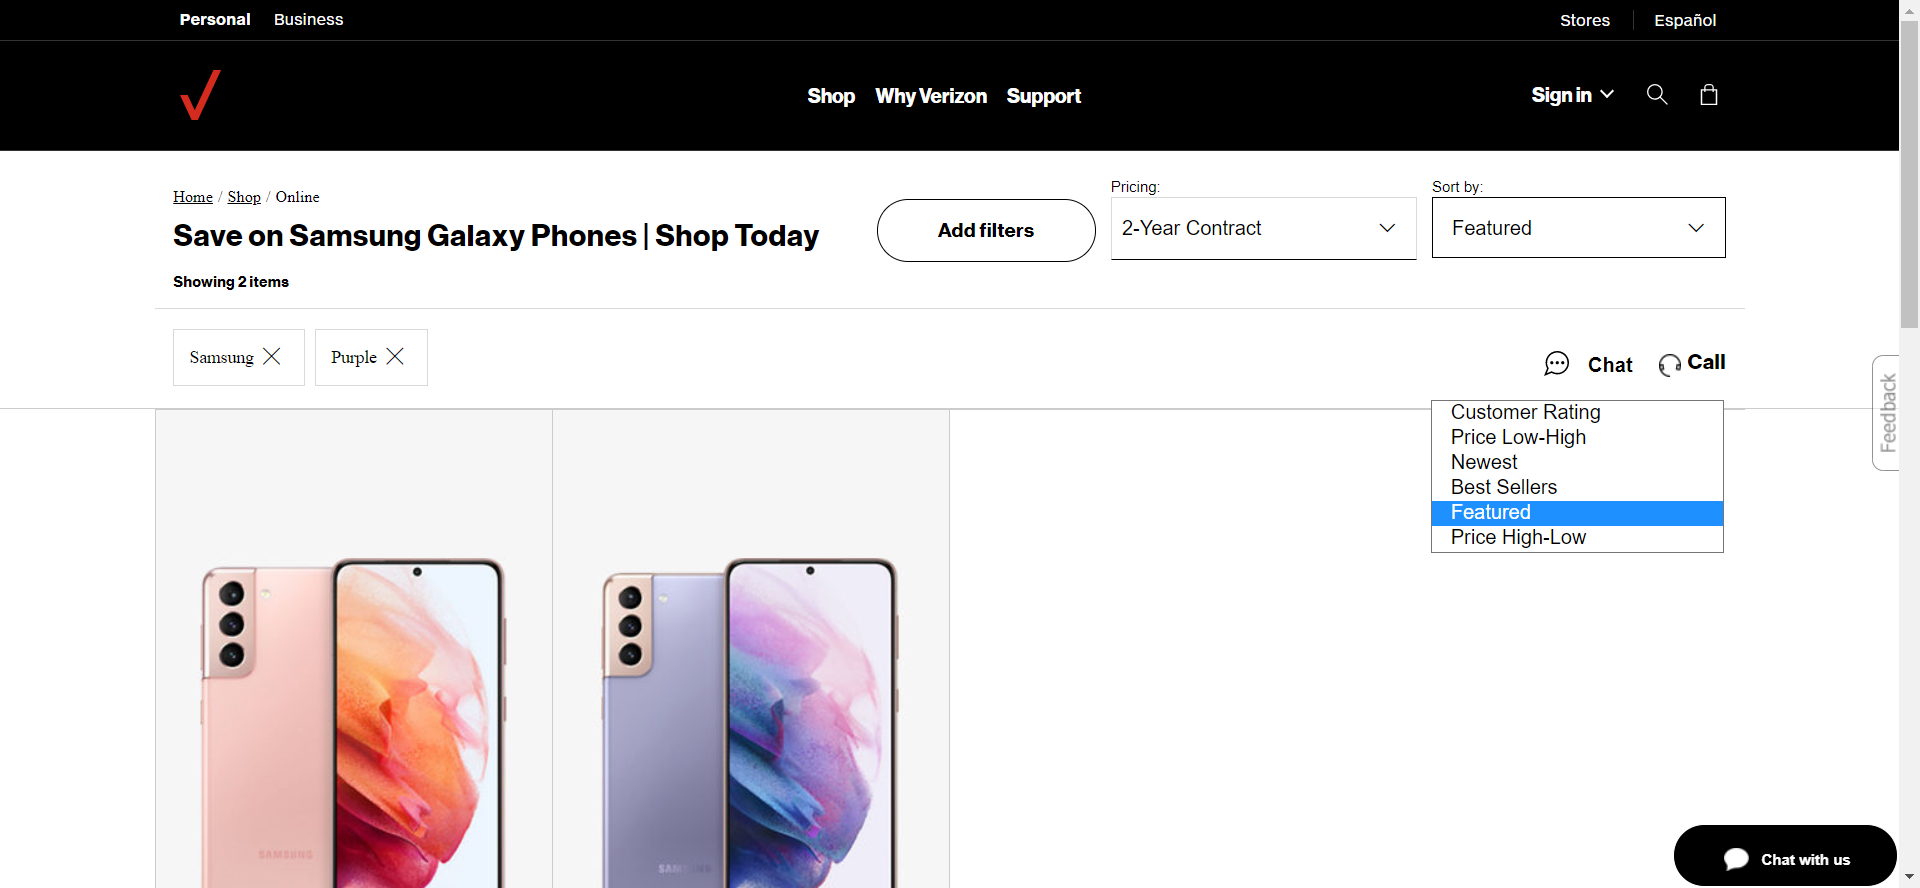 Personal Business
Stores Español
Shop Why Verizon Support
Sign in
Home / Shop / Online
Save on Samsung Galaxy Phones | Shop Today
Showing 2 items
Add filters
Pricing:
2-Year Contract
Sort by:
Featured
Samsung
Purple
Chat
Call
Customer Rating
Price Low-High
Newest
Best Sellers
Featured
Price High-Low
Feedback
SAMSUNG
SAMSUNG
Chat with us